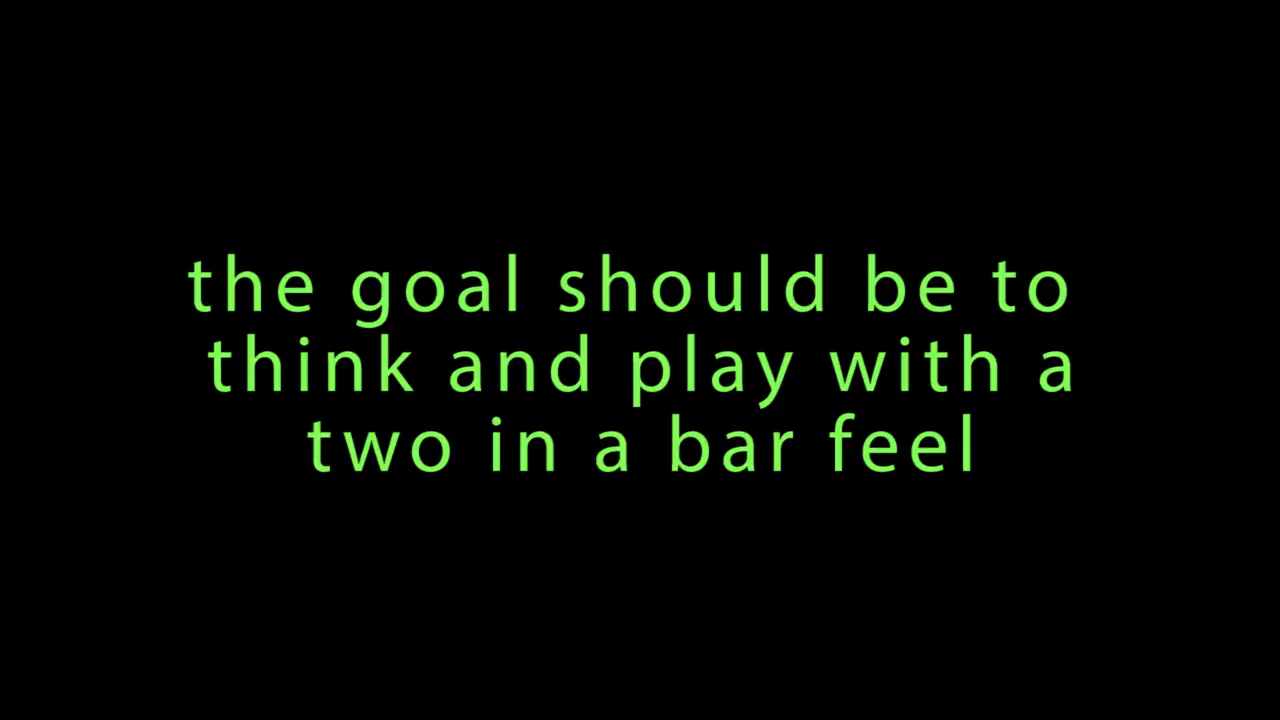 the goal should be to
think and play with a
two in a bar feel